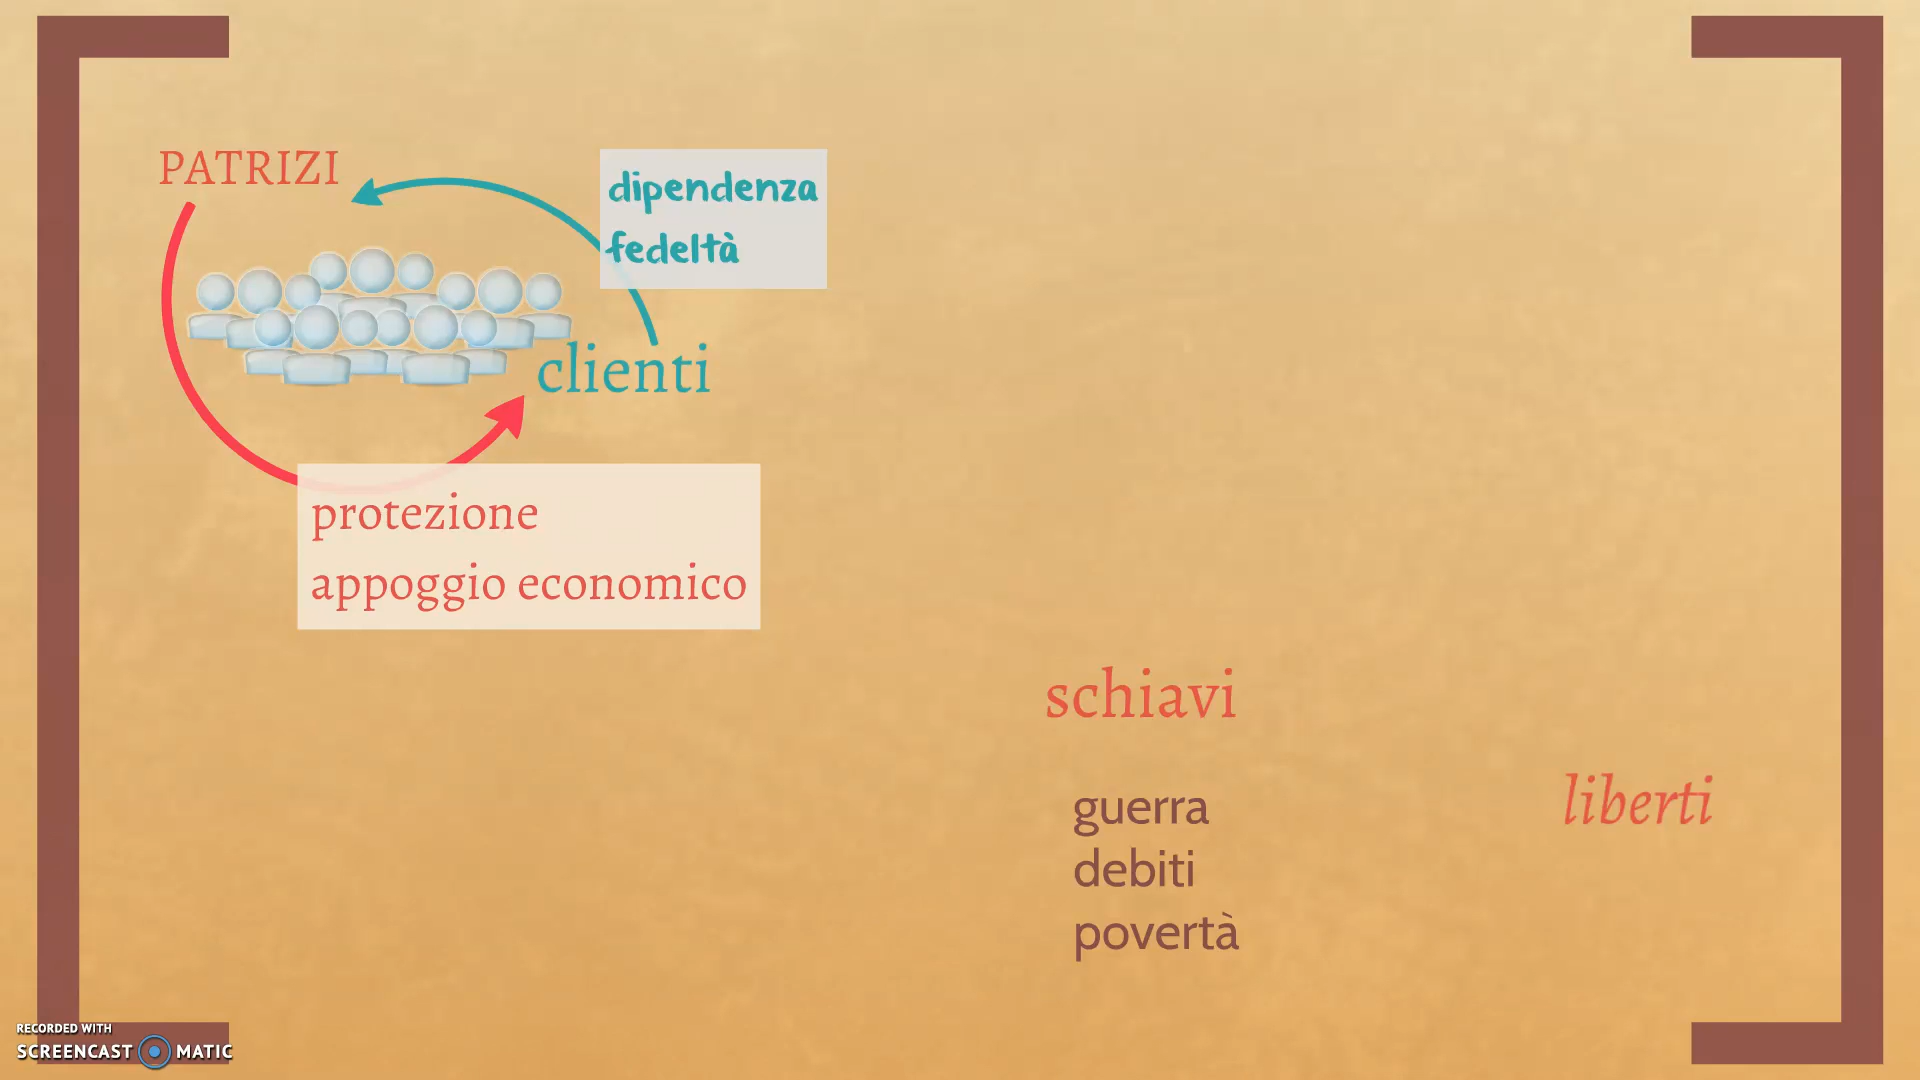 PATRIZI
dipendenza
fedeltà
clienti
protezione
appoggio economico
schiavi
guerra
debiti
povertà
liberti
RECORDED WITH
SCREENCAST MATIC